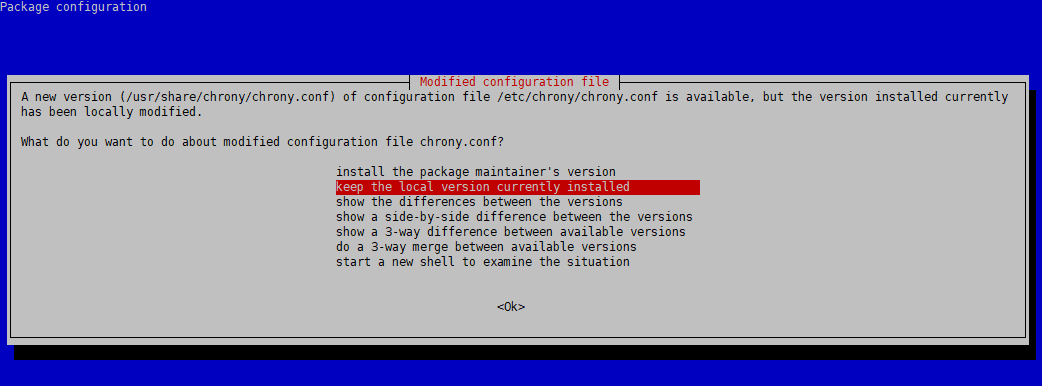 Package configuration
Modified configuration file
A new version (/usr/share/chrony/chrony.conf) of configuration file /etc/chrony/chrony.conf is available, but the version installed currently
has been locally modified.
What do you want to do about modified configuration file chrony.conf?
install the package maintainer's version
keep the local version currently installed
show the differences between the versions
show a side-by-side difference between the versions
show a 3-way difference between available versions
do a 3-way merge between available versions
start a new shell to examine the situation
<Ok>